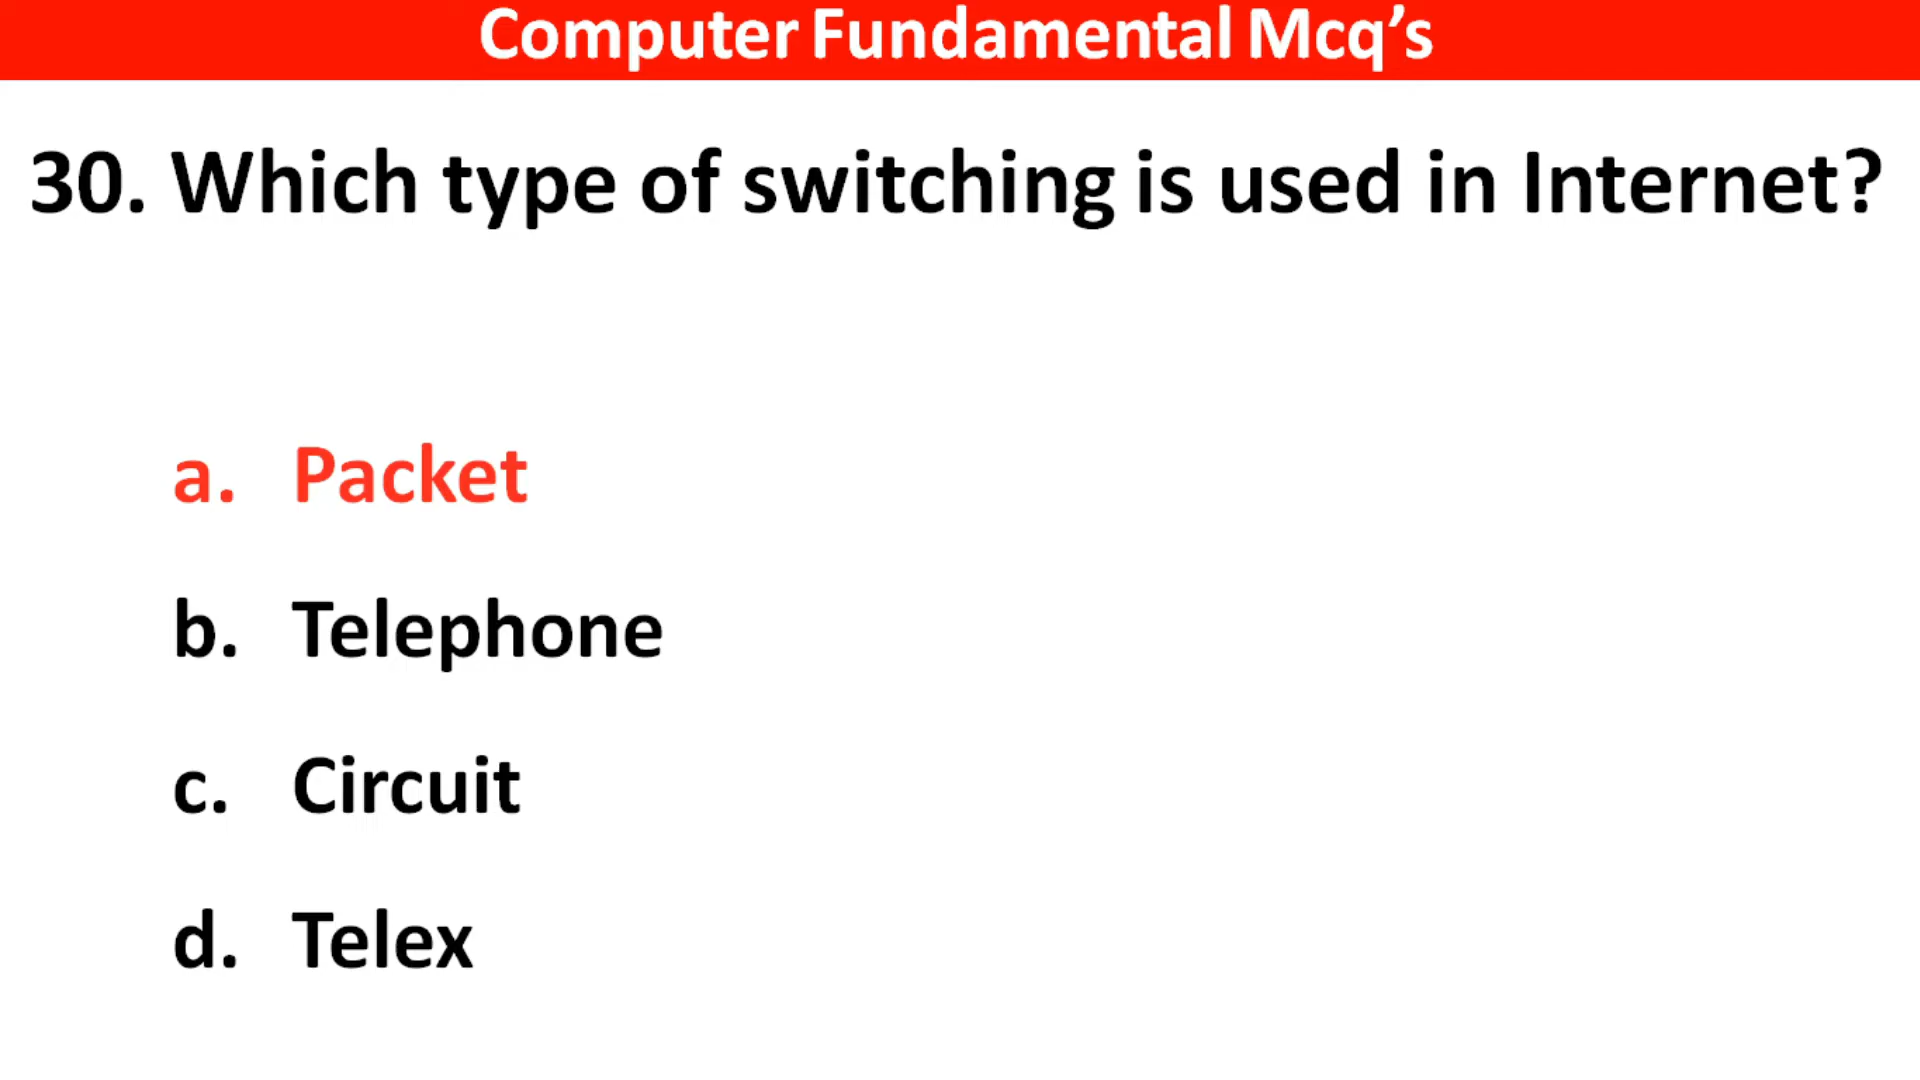 Computer Fundamental Mcq’s
30. Which type of switching is used in Internet?
a. Packet
b. Telephone
c. Circuit
d. Telex